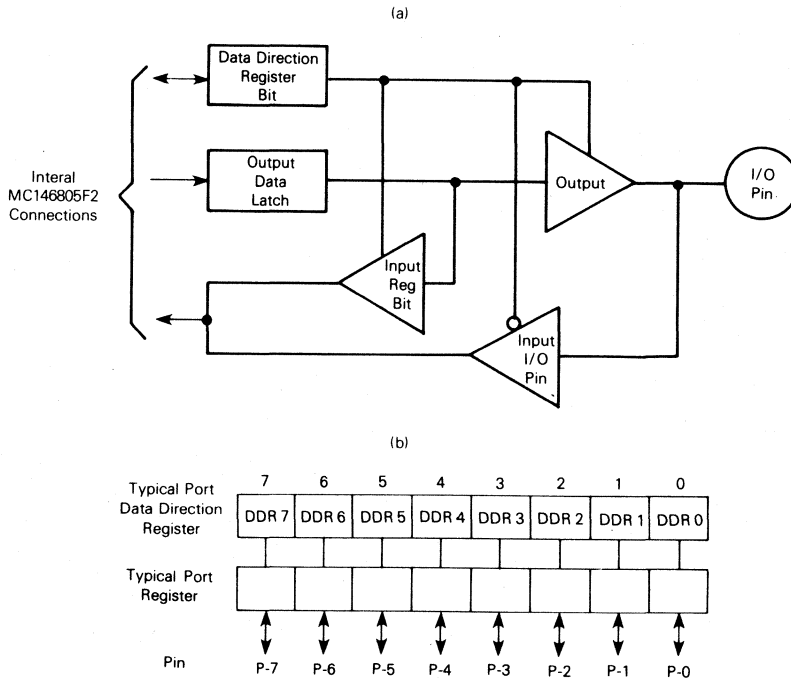 (a)
Data Direction
Register
Bit
Interal
MC146805F2
Connections
Output
Data
Latch
Output
I/O
Pin
Input
Reg
Bit
Input
I/O
Pin
(b)
7 6 5 4 3 2 1 0
Typical Port
Data Direction
Register
DDR 7 DDR 6 DDR 5 DDR 4 DDR 3 DDR 2 DDR 1 DDR 0
Typical Port
Register
Pin P-7 P-6 P-5 P-4 P-3 P-2 P-1 P-0